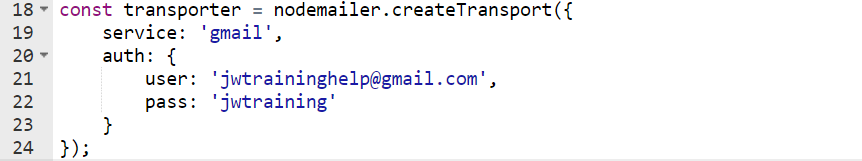 18 const transporter = nodemailer.createTransport({
19     service: 'gmail',
20     auth: {
21         user: 'jwtraininghelp@gmail.com',
22         pass: 'jwtraining'
23     }
24 });